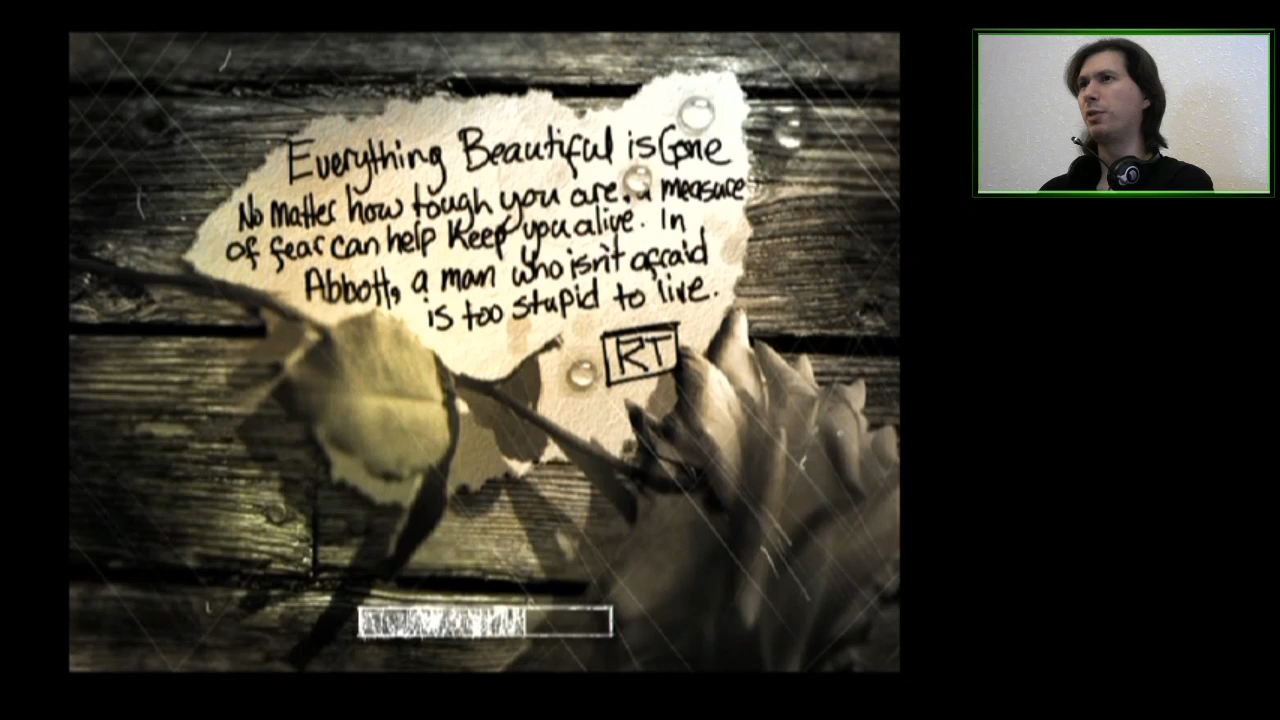 Everything Beautiful is Gone
No Matter how tough you are, a measure
of fear can help Keep you alive. In
Abbott, a man who isn't afraid
is too stupid to live.
RT